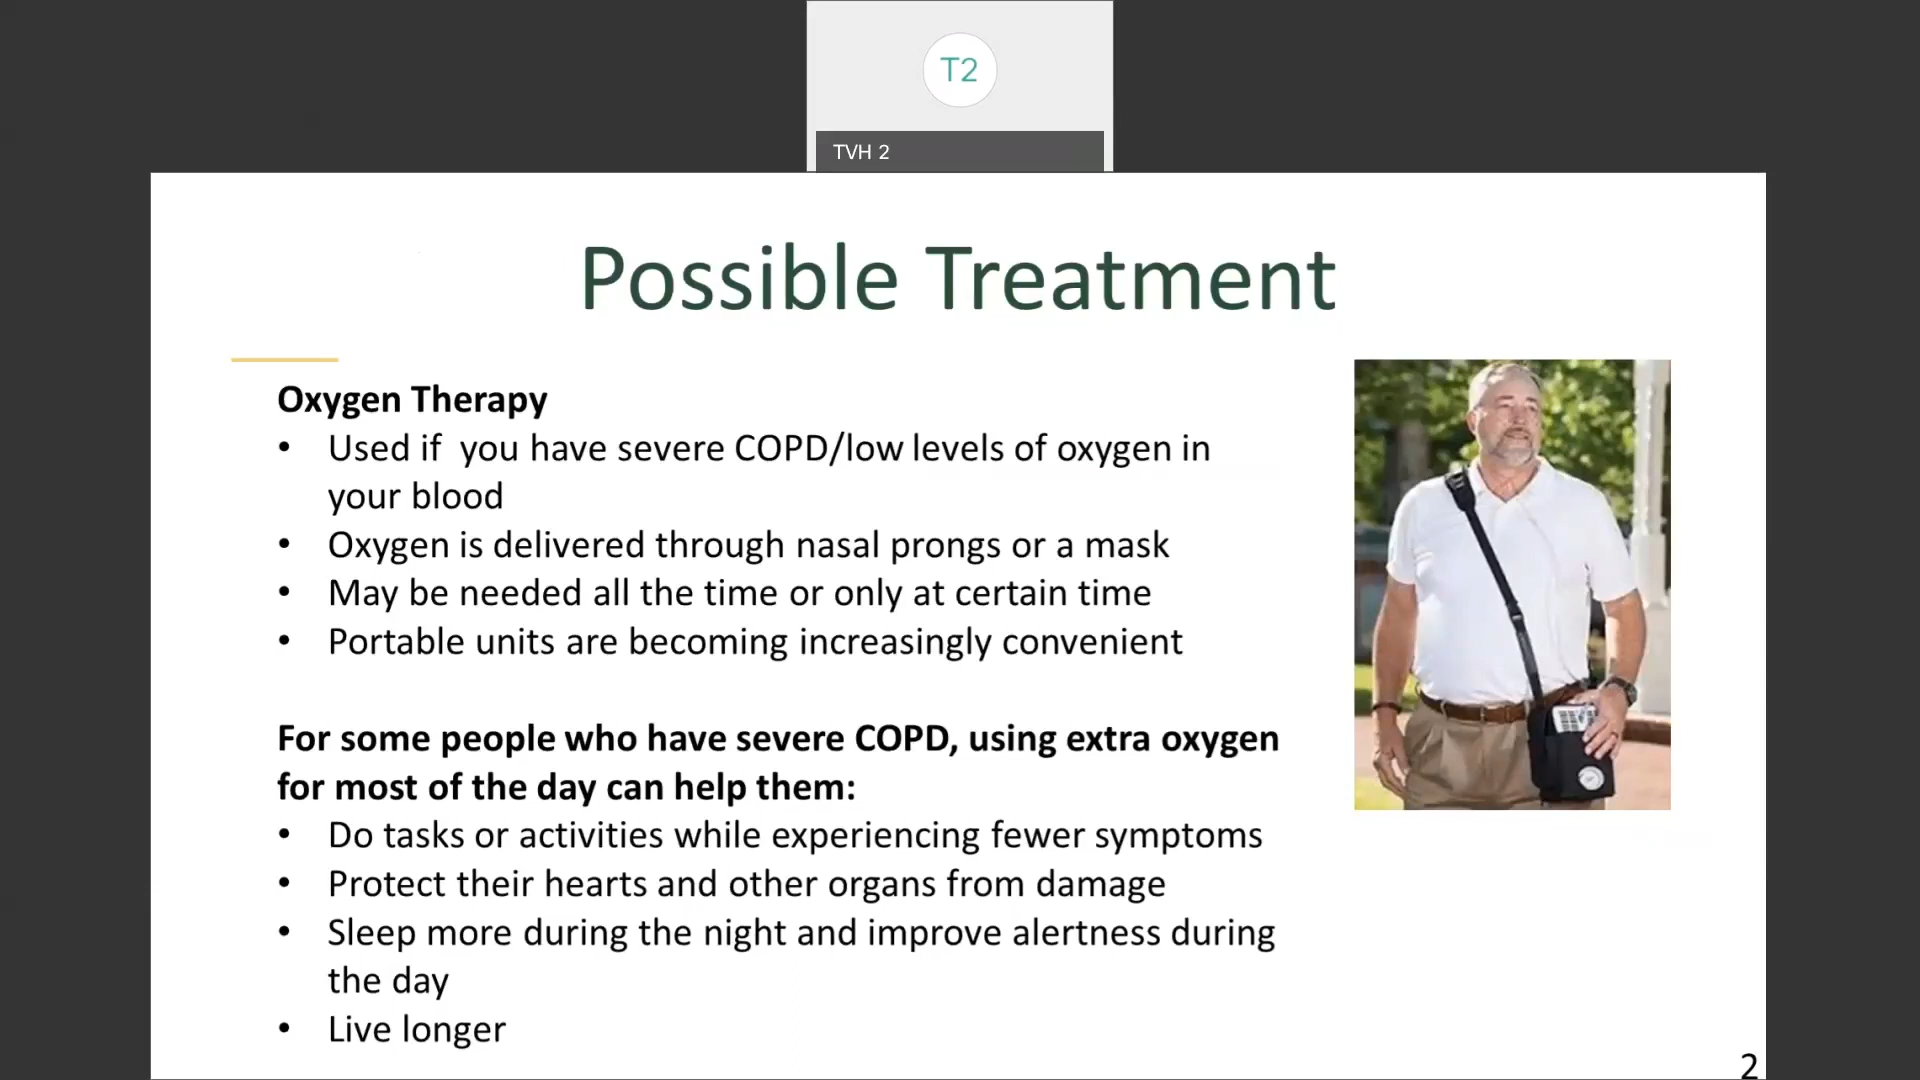 T2
TVH 2
Possible Treatment
Oxygen Therapy
• Used if  you have severe COPD/low levels of oxygen in
your blood
• Oxygen is delivered through nasal prongs or a mask
• May be needed all the time or only at certain time
• Portable units are becoming increasingly convenient
For some people who have severe COPD, using extra oxygen
for most of the day can help them:
• Do tasks or activities while experiencing fewer symptoms
• Protect their hearts and other organs from damage
• Sleep more during the night and improve alertness during
the day
• Live longer
2